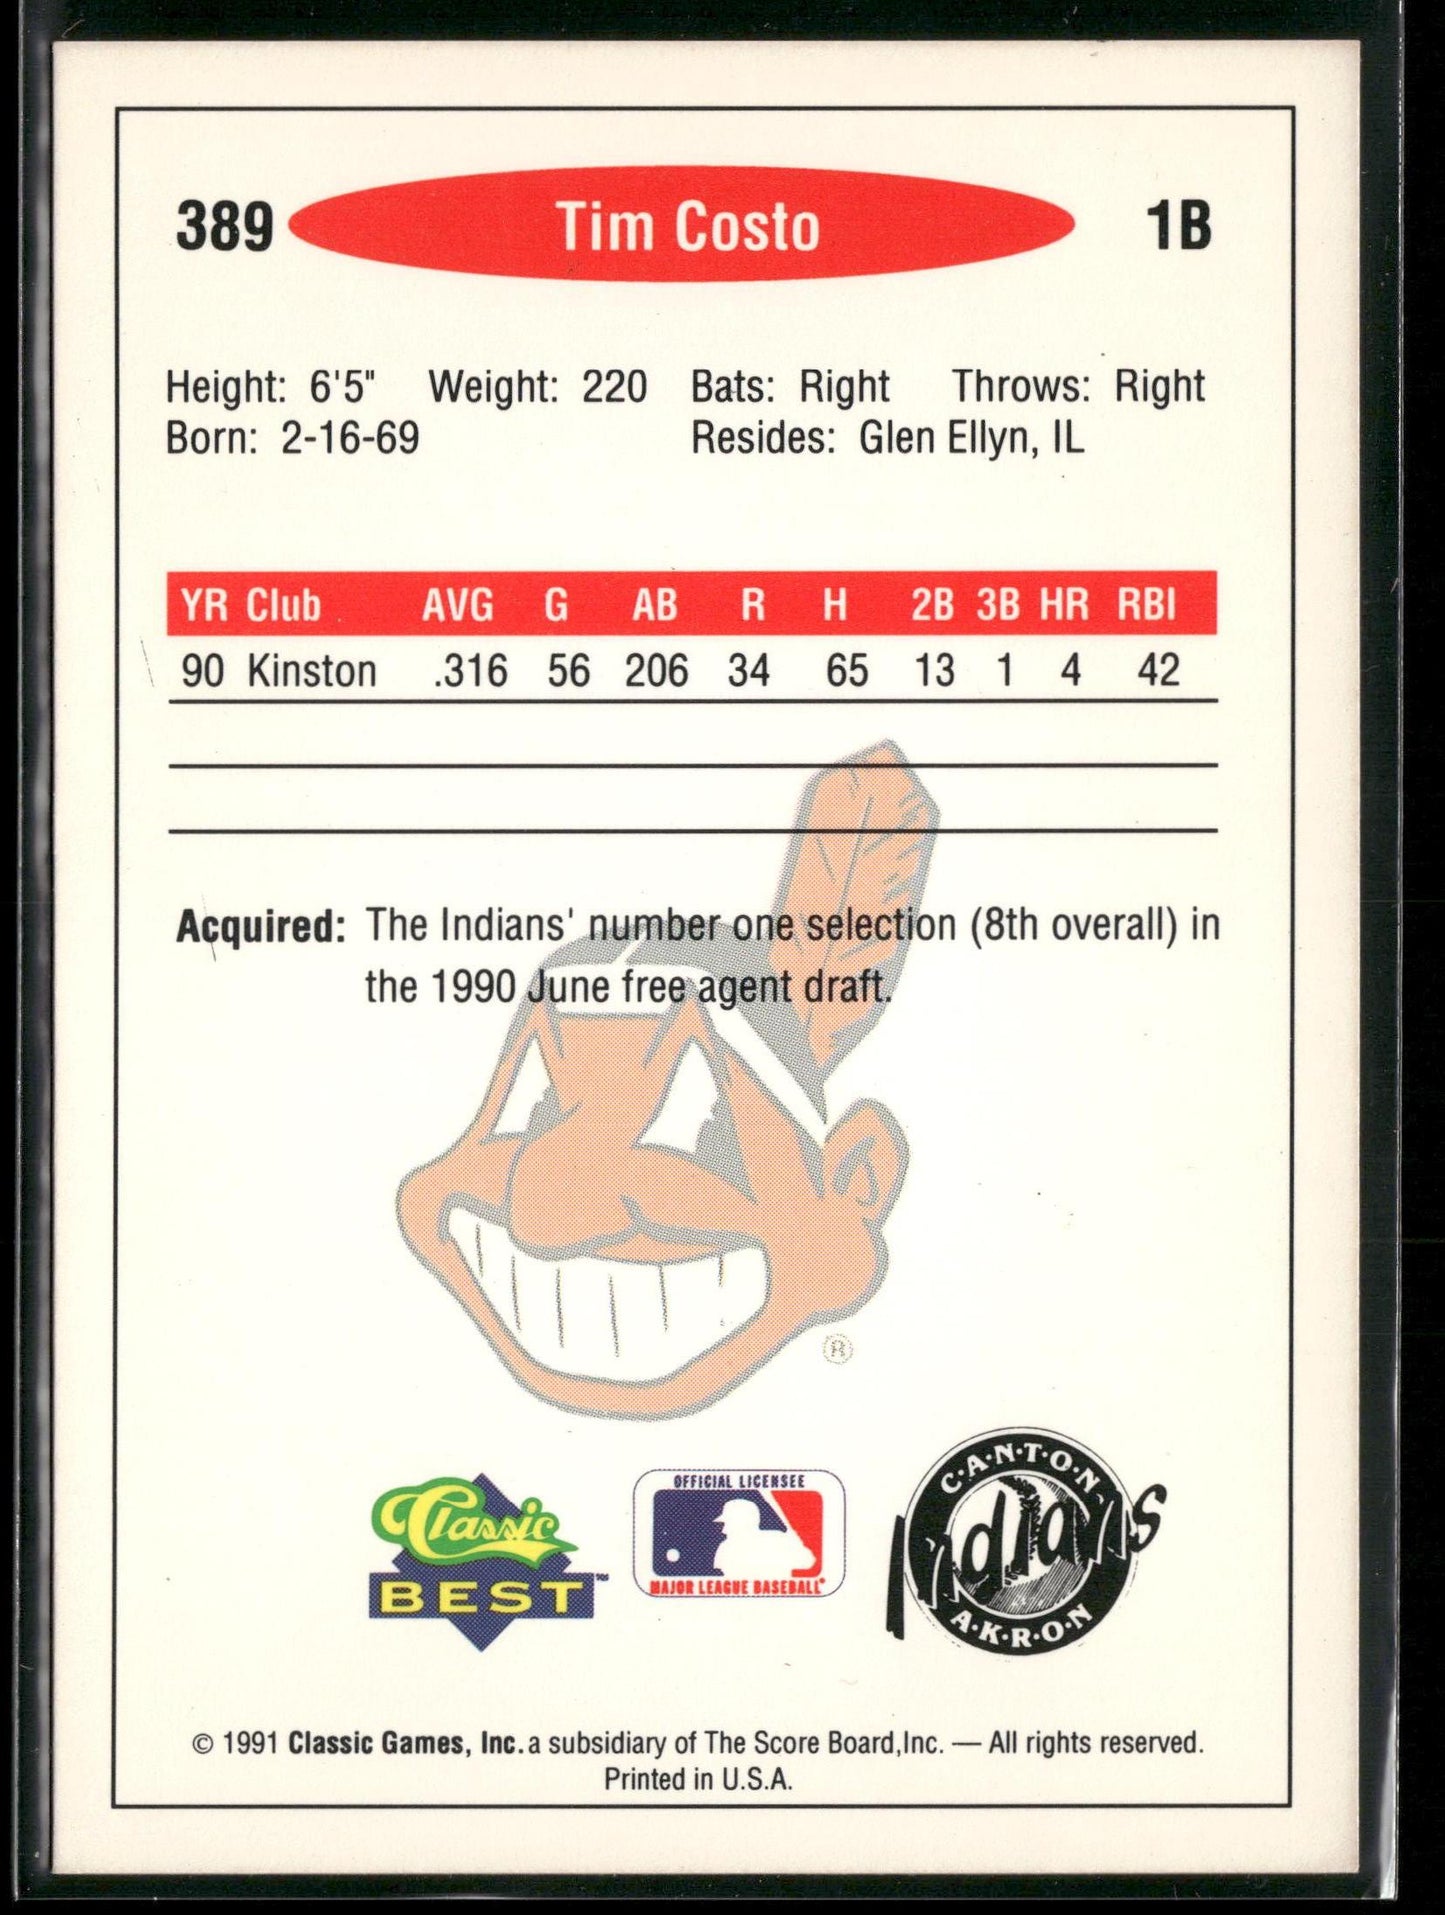 389 Tim Costo 1B
Height: 6'5" Weight: 220 Bats: Right Throws: Right
Born: 2-16-69 Resides: Glen Ellyn, IL
YR Club AVG G AB R H 2B 3B HR RBI
90 Kinston .316 56 206 34 65 13 1 4 42
Acquired: The Indians' number one selection (8th overall) in
the 1990 June free agent draft.
®
Classic
BEST™
OFFICIAL LICENSEE
MAJOR LEAGUE BASEBALL®
C·A·N·T·O·N
Indians
A·K·R·O·N
© 1991 Classic Games, Inc. a subsidiary of The Score Board,Inc. — All rights reserved.
Printed in U.S.A.